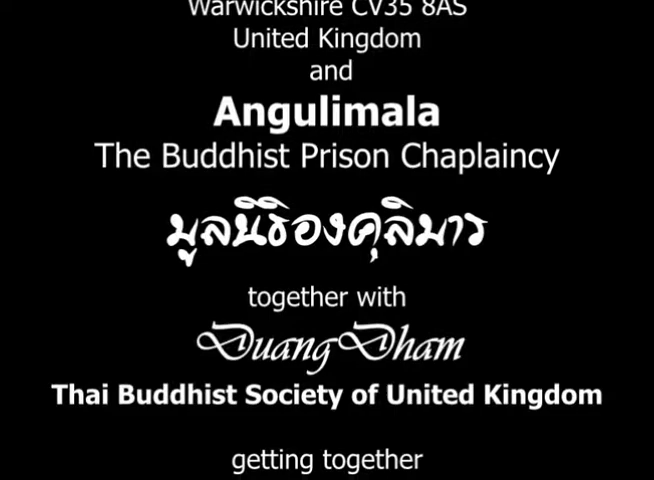 Warwickshire CV35 8AS
United Kingdom
and
Angulimala
The Buddhist Prison Chaplaincy
มูลนิธิองคุลิมาร
together with
DuangDham
Thai Buddhist Society of United Kingdom
getting together